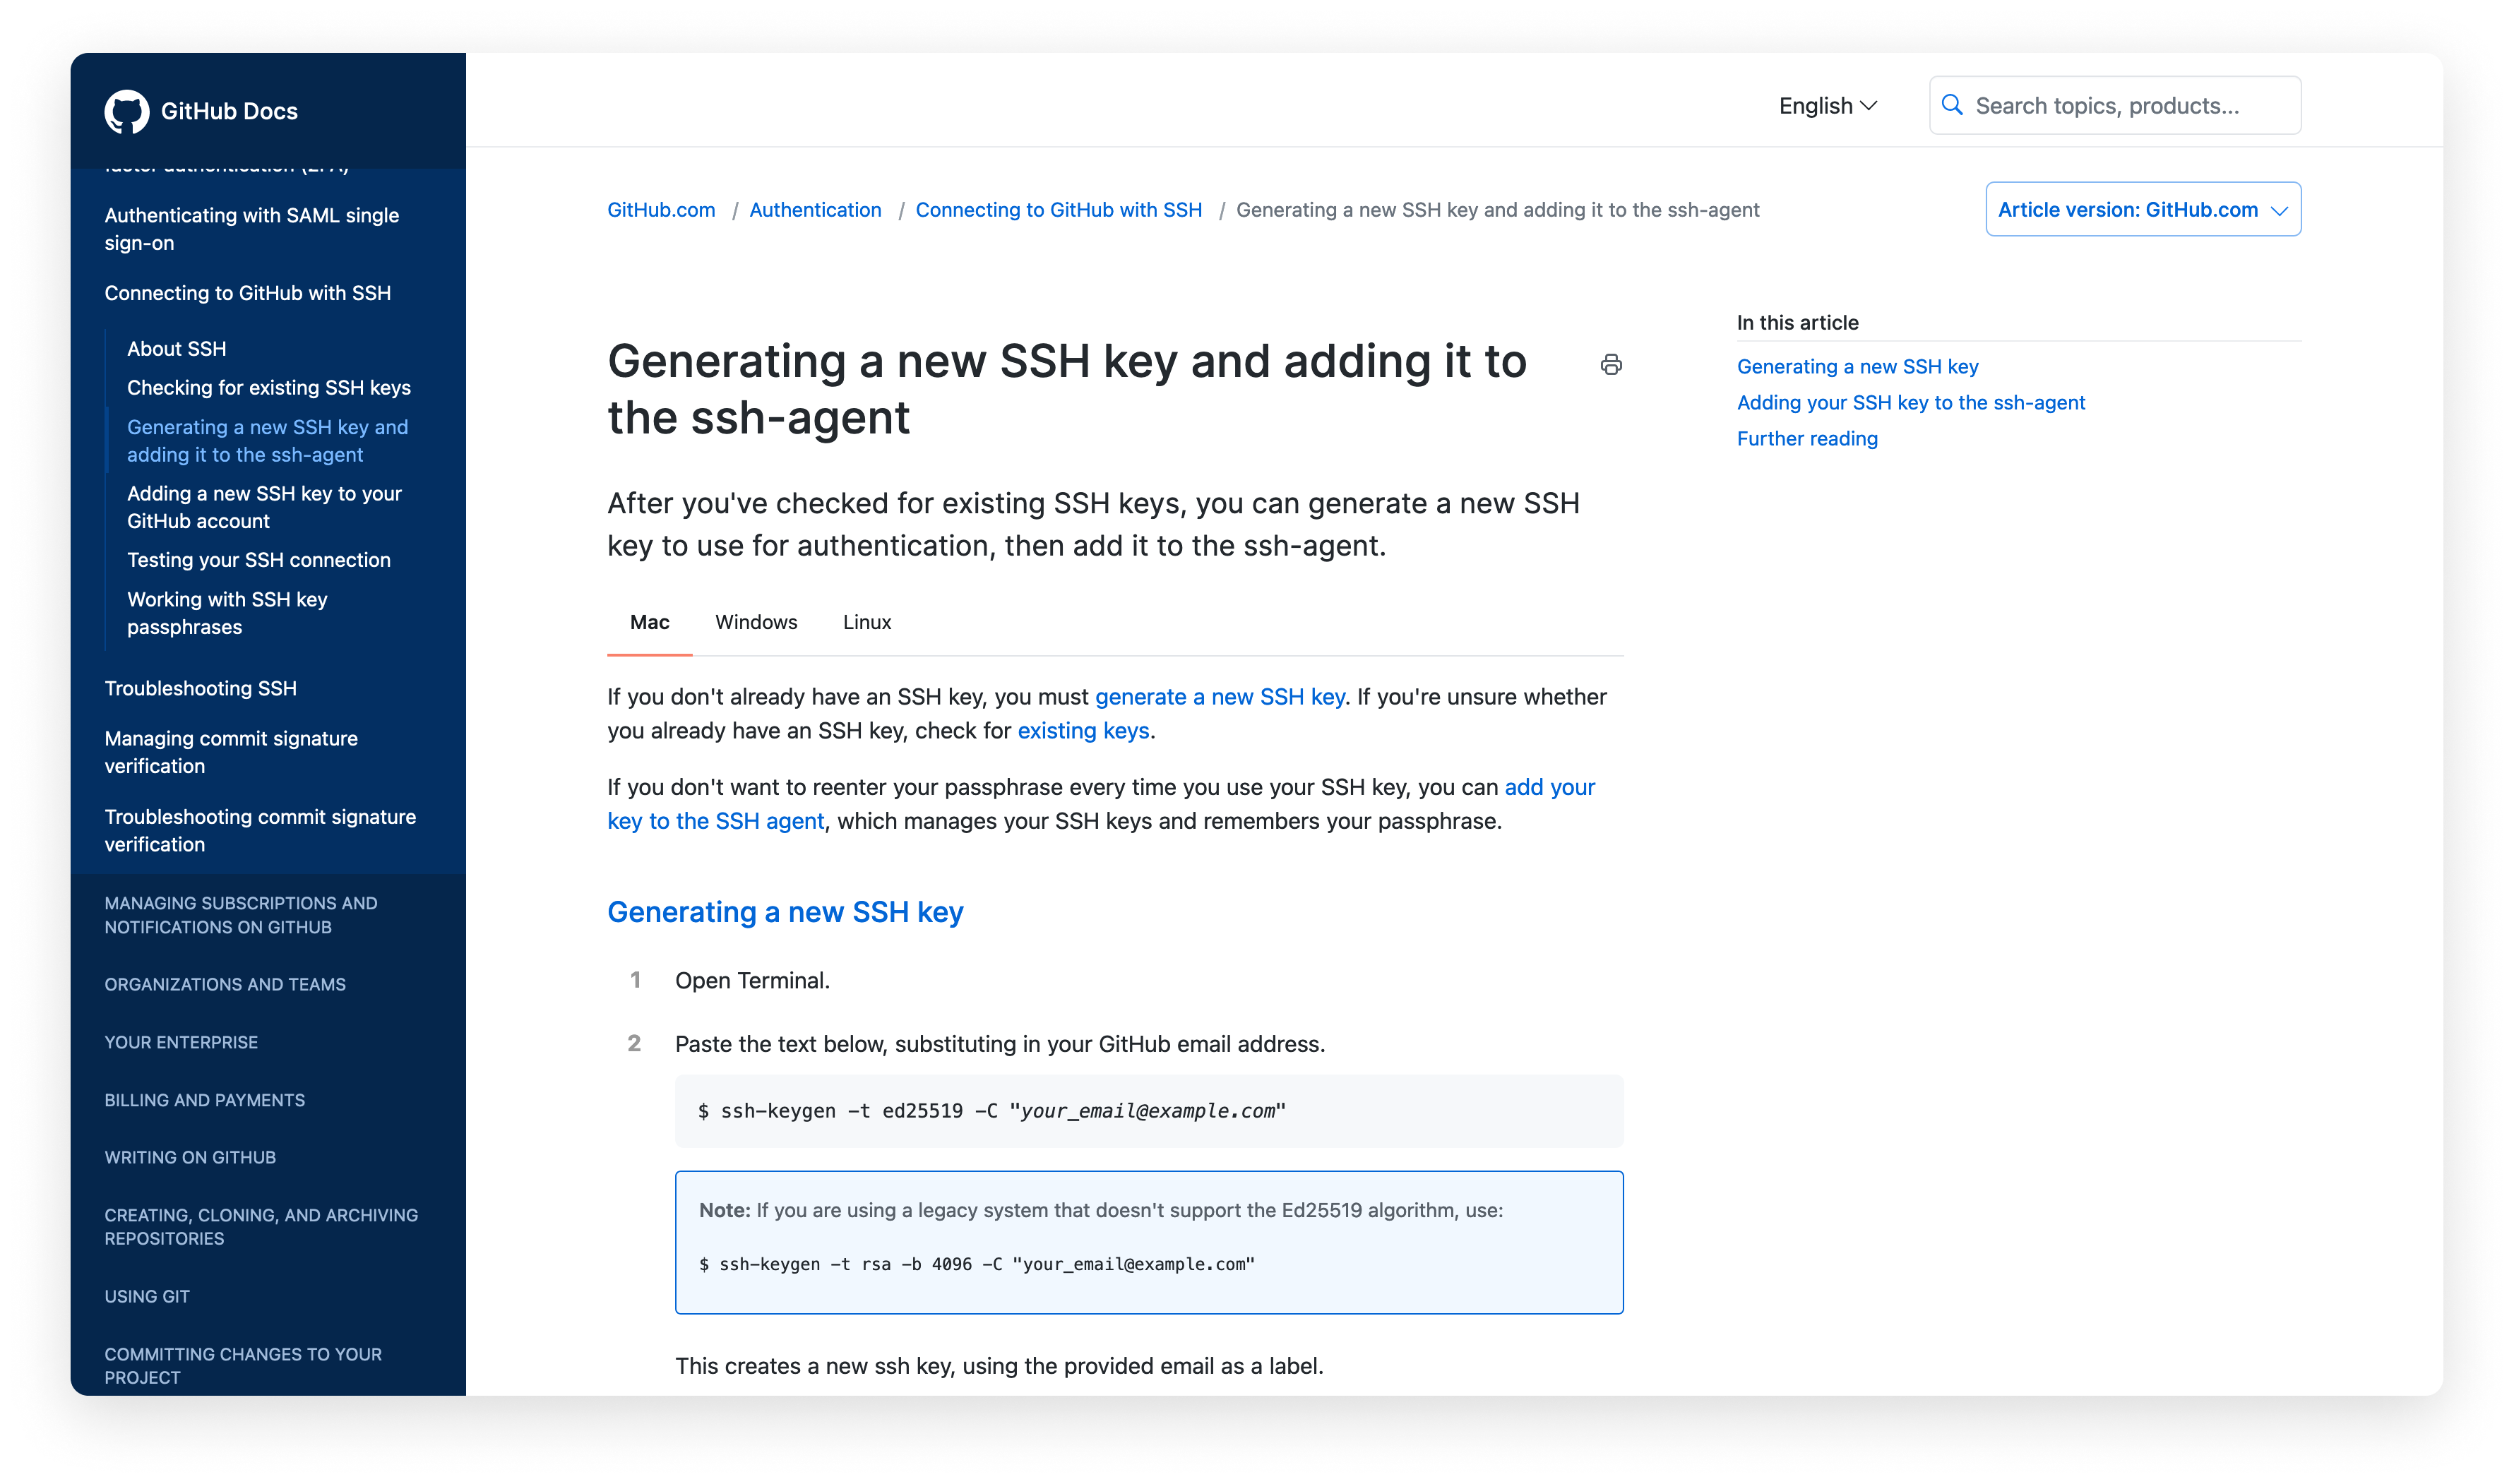 GitHub Docs
English
Search topics, products...
factor authentication (2FA)
Authenticating with SAML single
sign-on
Connecting to GitHub with SSH
About SSH
Checking for existing SSH keys
Generating a new SSH key and
adding it to the ssh-agent
Adding a new SSH key to your
GitHub account
Testing your SSH connection
Working with SSH key
passphrases
Troubleshooting SSH
Managing commit signature
verification
Troubleshooting commit signature
verification
MANAGING SUBSCRIPTIONS AND
NOTIFICATIONS ON GITHUB
ORGANIZATIONS AND TEAMS
YOUR ENTERPRISE
BILLING AND PAYMENTS
WRITING ON GITHUB
CREATING, CLONING, AND ARCHIVING
REPOSITORIES
USING GIT
COMMITTING CHANGES TO YOUR
PROJECT
GitHub.com / Authentication / Connecting to GitHub with SSH / Generating a new SSH key and adding it to the ssh-agent
Article version: GitHub.com
Generating a new SSH key and adding it to
the ssh-agent
After you've checked for existing SSH keys, you can generate a new SSH
key to use for authentication, then add it to the ssh-agent.
Mac Windows Linux
If you don't already have an SSH key, you must generate a new SSH key. If you're unsure whether
you already have an SSH key, check for existing keys.
If you don't want to reenter your passphrase every time you use your SSH key, you can add your
key to the SSH agent, which manages your SSH keys and remembers your passphrase.
Generating a new SSH key
1 Open Terminal.
2 Paste the text below, substituting in your GitHub email address.
$ ssh-keygen -t ed25519 -C "your_email@example.com"
Note: If you are using a legacy system that doesn't support the Ed25519 algorithm, use:
$ ssh-keygen -t rsa -b 4096 -C "your_email@example.com"
This creates a new ssh key, using the provided email as a label.
In this article
Generating a new SSH key
Adding your SSH key to the ssh-agent
Further reading